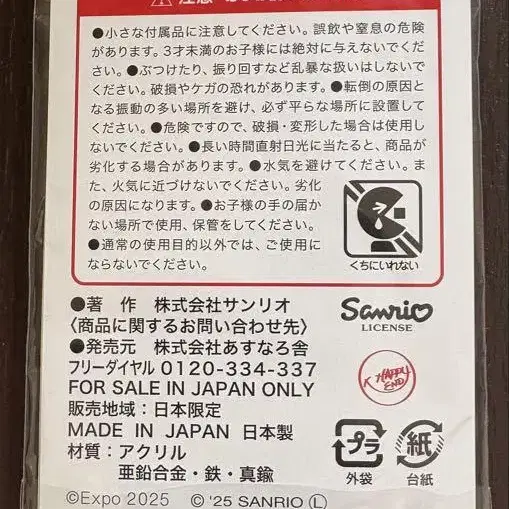 ●小さな付属品に注意してください。誤飲や窒息の危険
があります。3才未満のお子様には絶対に与えないでくださ
い。●ぶつけたり、振り回すなど乱暴な扱いはしないで
ください。破損やケガの恐れがあります。●転倒の原因と
なる振動の多い場所を避け、必ず平らな場所に設置して
ください。●危険ですので、破損・変形した場合は使用し
ないでください。●長い時間直射日光に当たると、商品が
劣化する場合があります。●水気を避けてください。ま
た、火気に近づけないでください。劣化
の原因になります。●お子様の手の届か
ない場所で使用、保管をしてください。
●通常の使用目的以外では、ご使用に
ならないでください。
くちにいれない
●著 作 株式会社サンリオ
〈商品に関するお問い合わせ先〉
●発売元 株式会社あすなろ舎
フリーダイヤル 0120-334-337
FOR SALE IN JAPAN ONLY
販売地域:日本限定
MADE IN JAPAN 日本製
材質:アクリル
亜鉛合金・鉄・真鍮
Sanrio
LICENSE
K HAPPY
END
プラ
外袋
紙
台紙
©Expo 2025 © '25 SANRIO Ⓛ